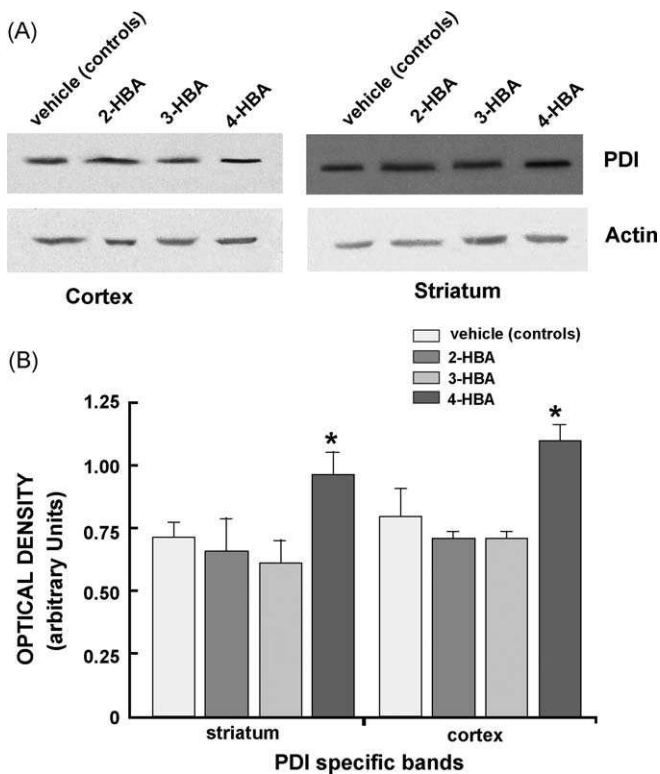 (A)
vehicle (controls)
2-HBA
3-HBA
4-HBA
vehicle (controls)
2-HBA
3-HBA
4-HBA
PDI
Actin
Cortex
Striatum
(B)
vehicle (controls)
2-HBA
3-HBA
4-HBA
OPTICAL DENSITY
(arbitrary Units)
1.25
1.00
0.75
0.50
0.25
0
*
*
striatum
cortex
PDI specific bands